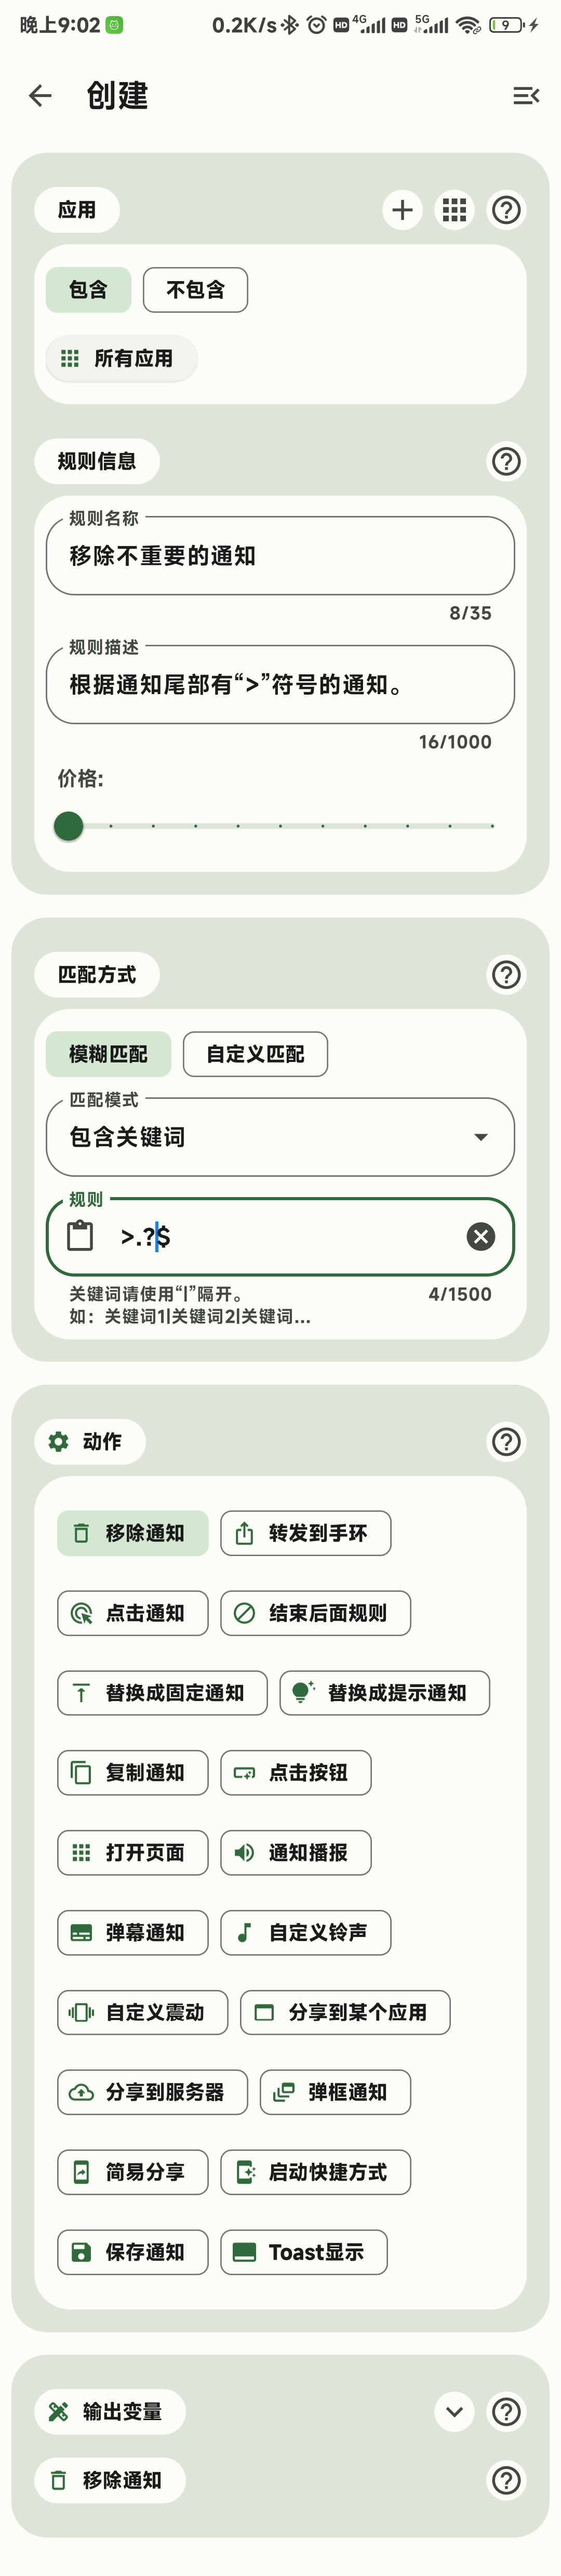 晚上9:02 0.2K/s HD 4G HD 5G 9
创建
应用
包含 不包含
所有应用
规则信息
规则名称
移除不重要的通知
8/35
规则描述
根据通知尾部有“>”符号的通知。
16/1000
价格:
匹配方式
模糊匹配 自定义匹配
匹配模式
包含关键词
规则
>.?$
关键词请使用“|”隔开。 4/1500
如：关键词1|关键词2|关键词...
动作
移除通知 转发到手环
点击通知 结束后面规则
替换成固定通知 替换成提示通知
复制通知 点击按钮
打开页面 通知播报
弹幕通知 自定义铃声
自定义震动 分享到某个应用
分享到服务器 弹框通知
简易分享 启动快捷方式
保存通知 Toast显示
输出变量
移除通知